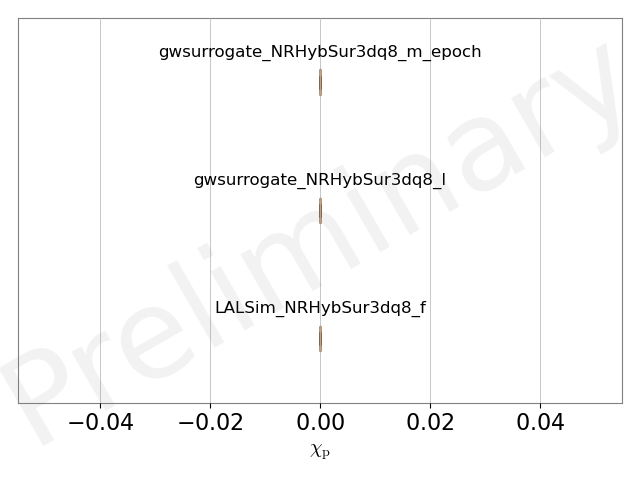 gwsurrogate_NRHybSur3dq8_m_epoch
gwsurrogate_NRHybSur3dq8_l
LALSim_NRHybSur3dq8_f
Preliminary
−0.04 −0.02 0.00 0.02 0.04
χp